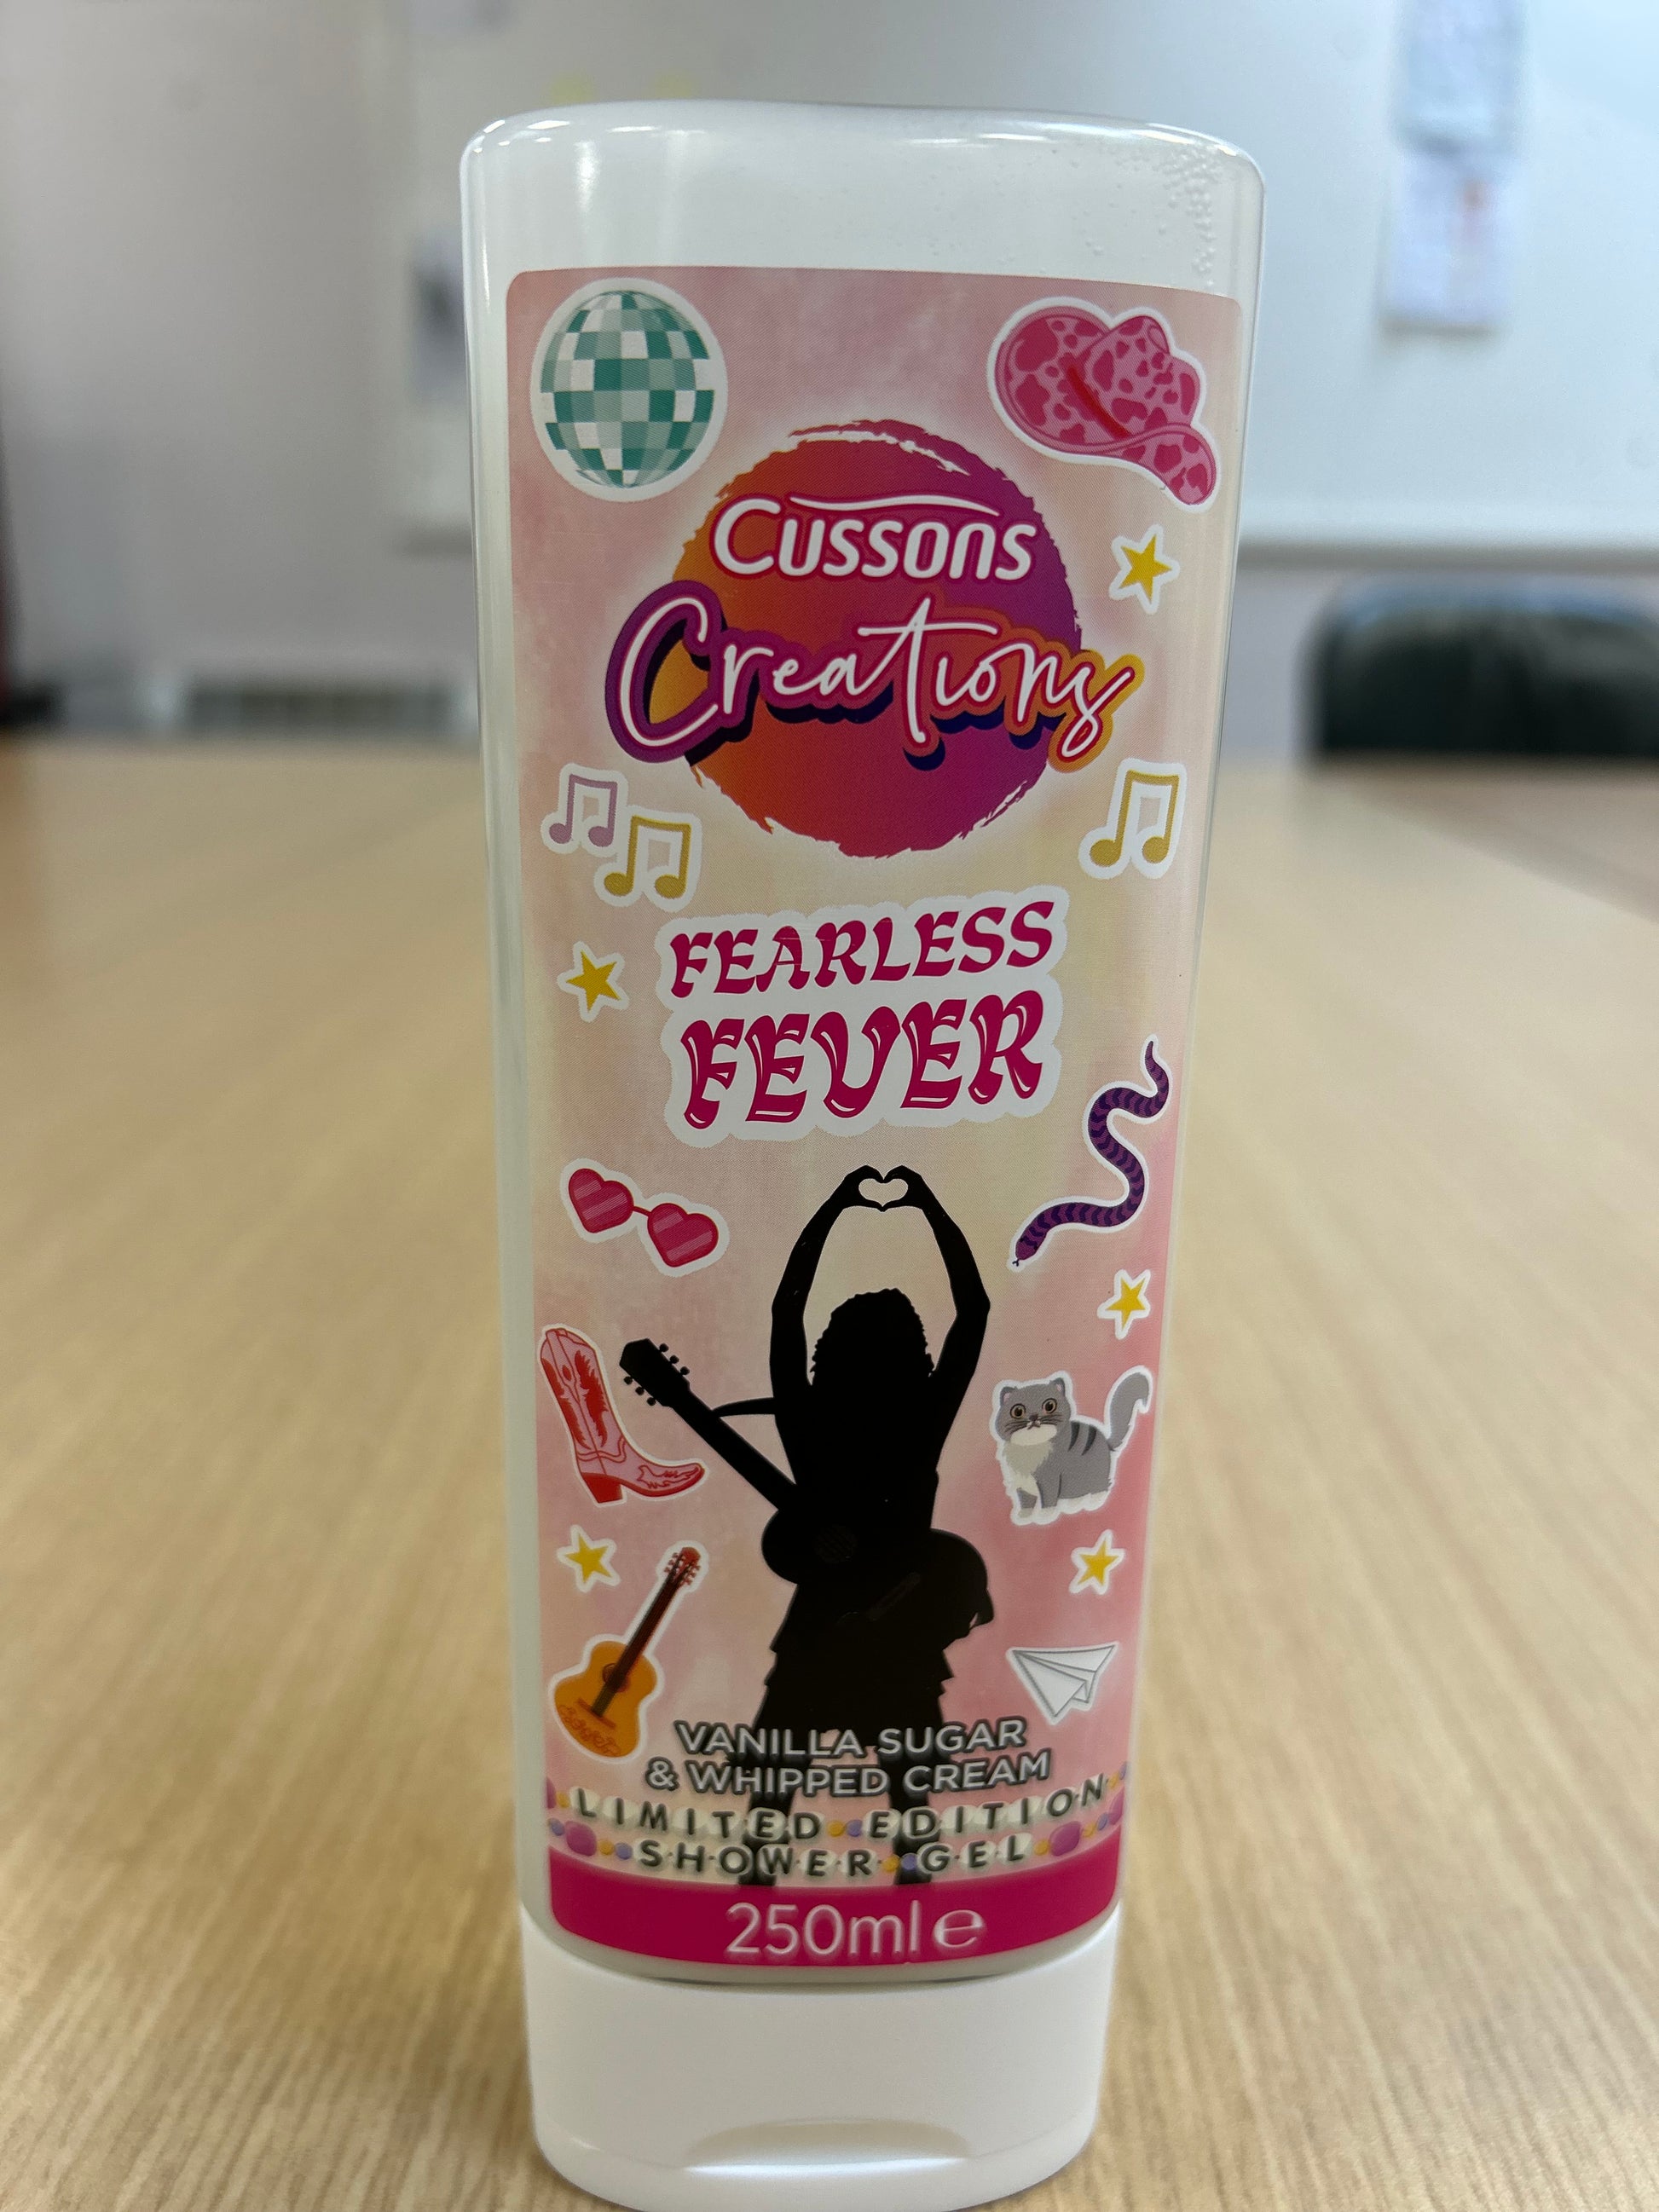 Cussons
Creations
FEARLESS
FEVER
VANILLA SUGAR
& WHIPPED CREAM
LIMITED EDITION
SHOWER GEL
250ml e